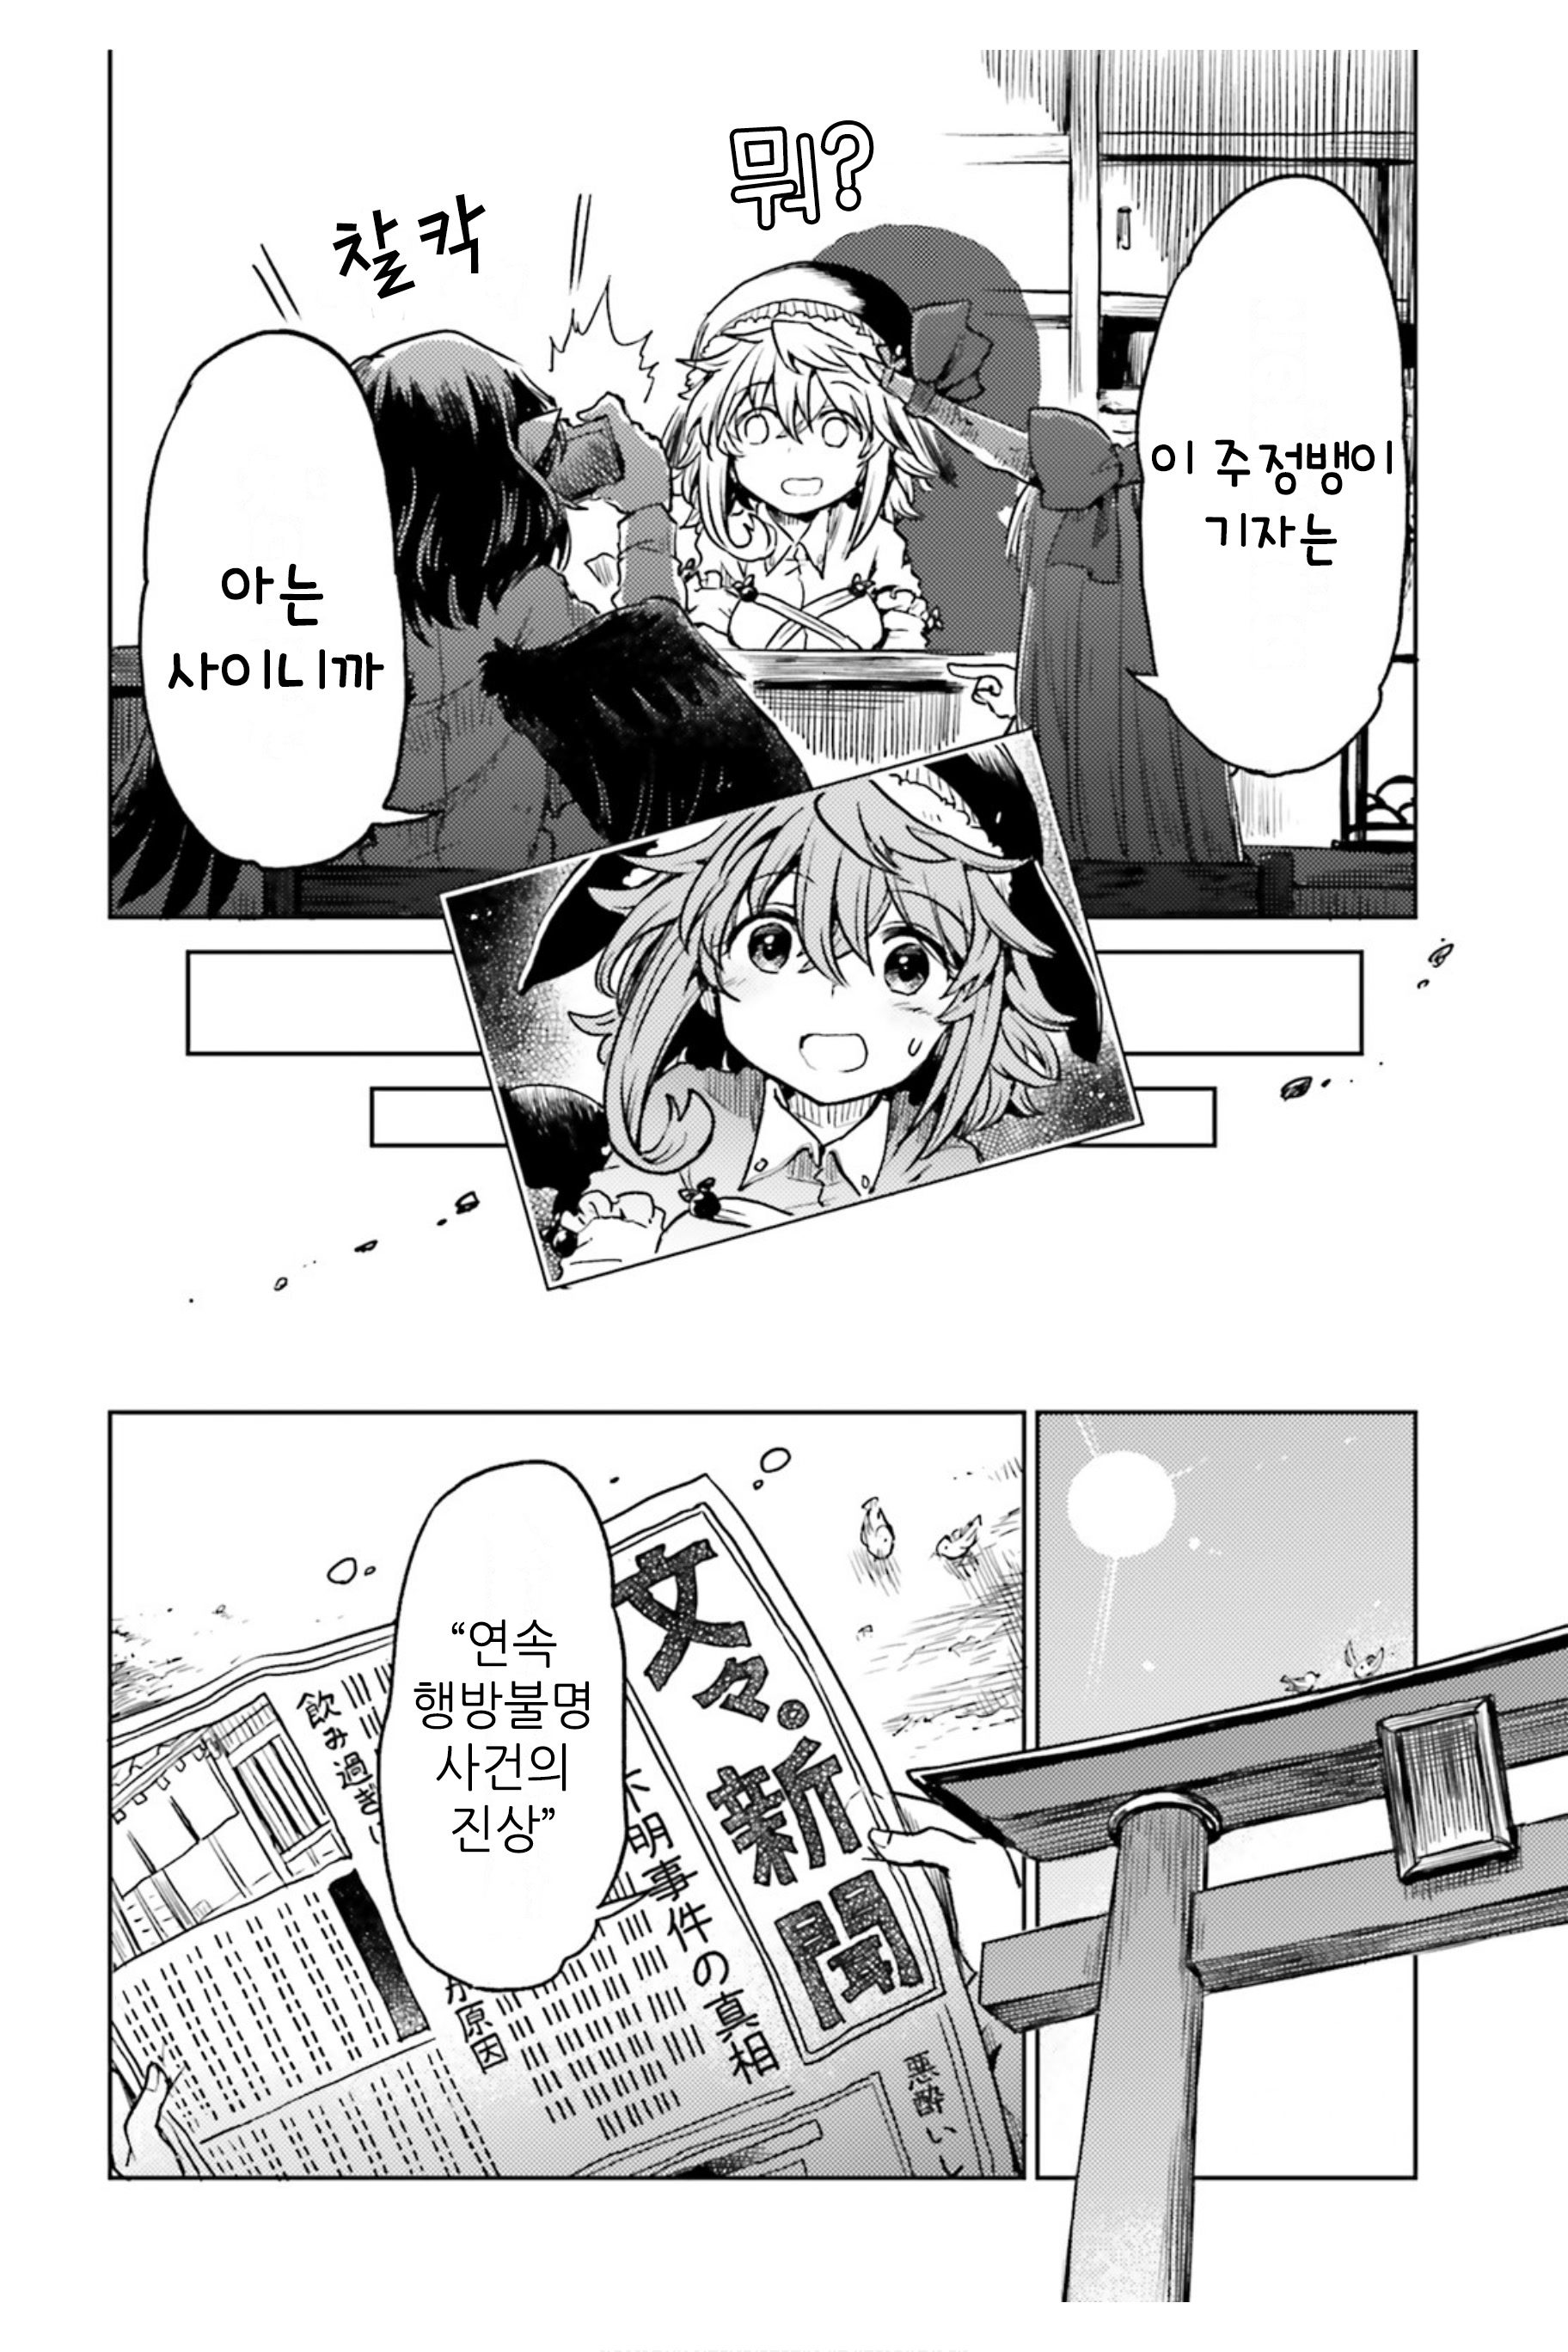 뭐?
이 주정뱅이
기자는
찰칵
아는
사이니까
文々。新聞
不明事件の真相
“연속
행방불명
사건의
진상”
飲み過ぎ
が原因
悪酔い